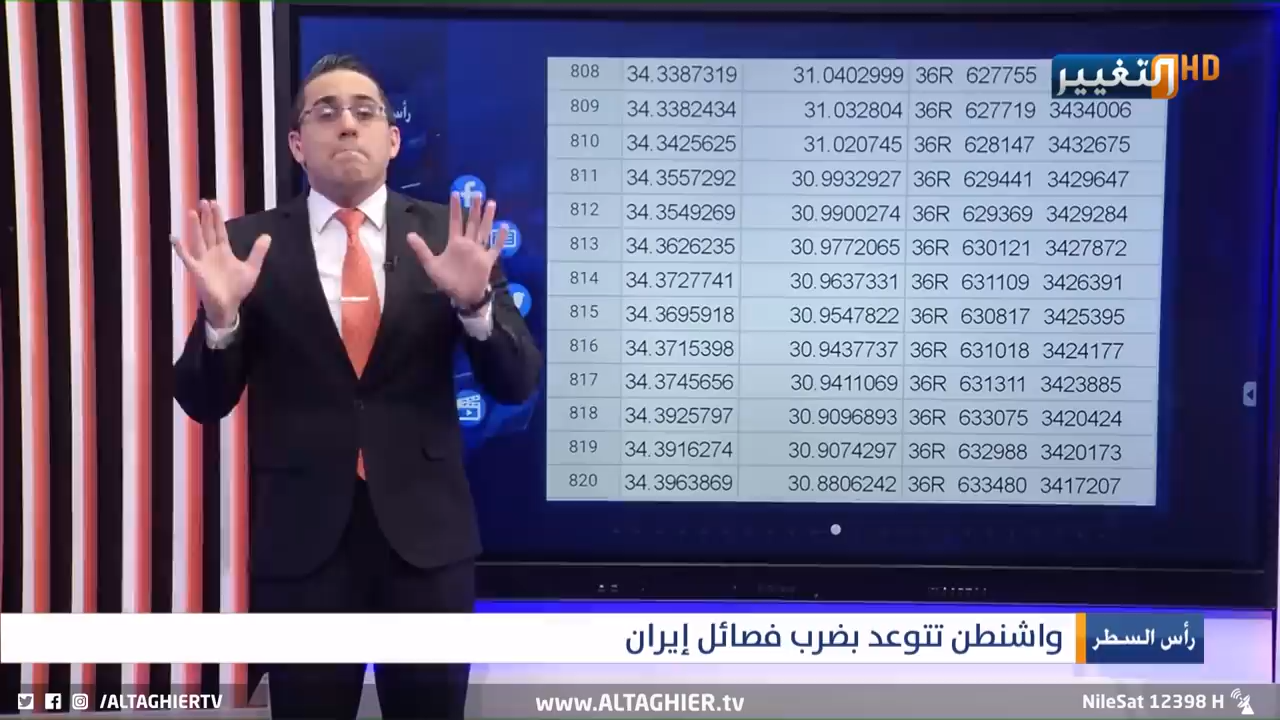 التغيير HD
رأس
808 34.3387319 31.0402999 36R 627755
809 34.3382434 31.032804 36R 627719 3434006
810 34.3425625 31.020745 36R 628147 3432675
811 34.3557292 30.9932927 36R 629441 3429647
812 34.3549269 30.9900274 36R 629369 3429284
813 34.3626235 30.9772065 36R 630121 3427872
814 34.3727741 30.9637331 36R 631109 3426391
815 34.3695918 30.9547822 36R 630817 3425395
816 34.3715398 30.9437737 36R 631018 3424177
817 34.3745656 30.9411069 36R 631311 3423885
818 34.3925797 30.9096893 36R 633075 3420424
819 34.3916274 30.9074297 36R 632988 3420173
820 34.3963869 30.8806242 36R 633480 3417207
رأس السطر
واشنطن تتوعد بضرب فصائل إيران
/ALTAGHIERTV
www.ALTAGHIER.tv
NileSat 12398 H